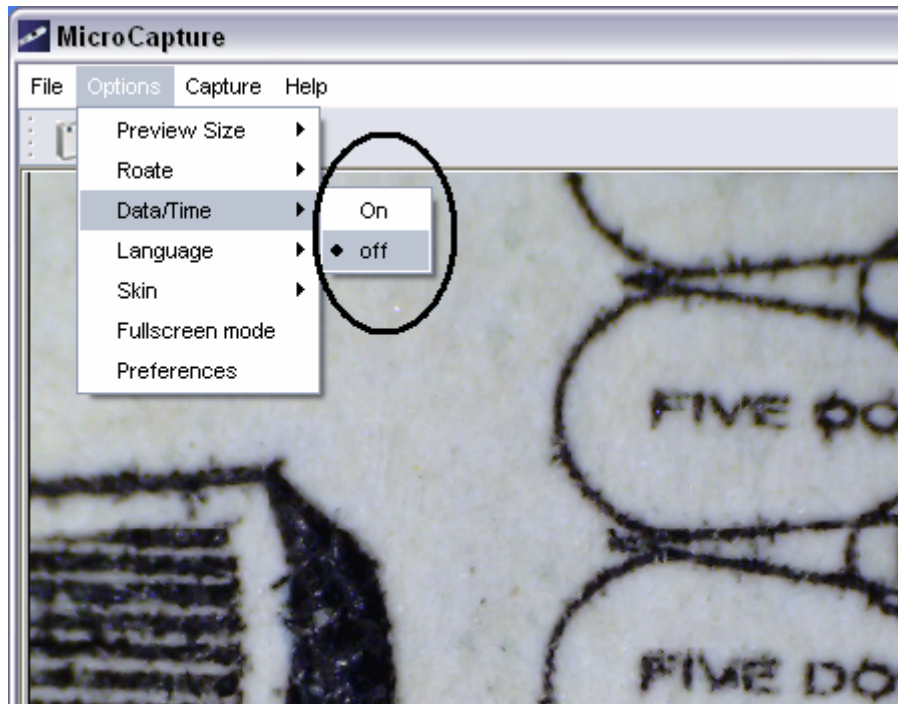 MicroCapture
File Options Capture Help
Preview Size
Roate
Data/Time
On
Language
off
Skin
Fullscreen mode
Preferences
FIVE DO
FIVE DO